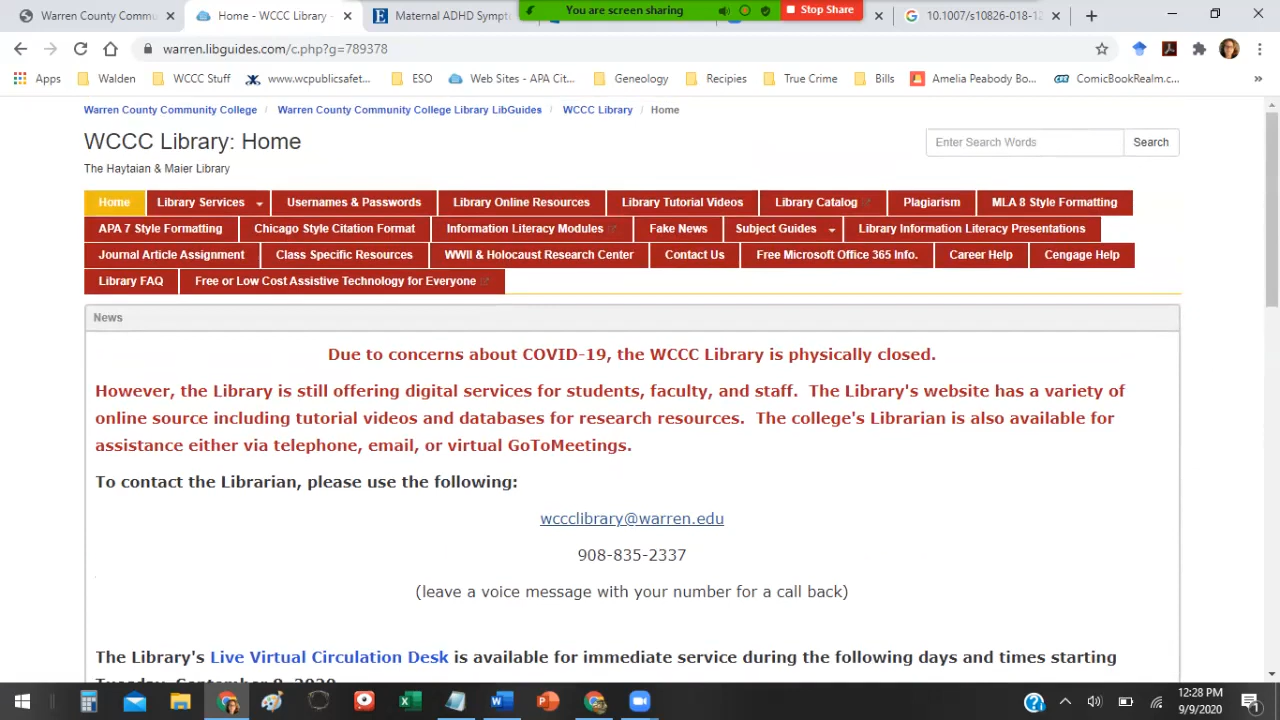 You are screen sharing
Stop Share
Warren County Commu
Home - WCCC Library -
Maternal ADHD Sympt
10.1007/s10826-018-12
warren.libguides.com/c.php?g=789378
Apps
Walden
WCCC Stuff
www.wcpublicsafet...
ESO
Web Sites - APA Cit...
Geneology
Recipies
True Crime
Bills
Amelia Peabody Bo...
ComicBookRealm.c...
»
Warren County Community College / Warren County Community College Library LibGuides / WCCC Library / Home
WCCC Library: Home
Enter Search Words
Search
The Haytaian & Maier Library
Home
Library Services
Usernames & Passwords
Library Online Resources
Library Tutorial Videos
Library Catalog
Plagiarism
MLA 8 Style Formatting
APA 7 Style Formatting
Chicago Style Citation Format
Information Literacy Modules
Fake News
Subject Guides
Library Information Literacy Presentations
Journal Article Assignment
Class Specific Resources
WWII & Holocaust Research Center
Contact Us
Free Microsoft Office 365 Info.
Career Help
Cengage Help
Library FAQ
Free or Low Cost Assistive Technology for Everyone
News
Due to concerns about COVID-19, the WCCC Library is physically closed.
However, the Library is still offering digital services for students, faculty, and staff. The Library's website has a variety of
online source including tutorial videos and databases for research resources. The college's Librarian is also available for
assistance either via telephone, email, or virtual GoToMeetings.
To contact the Librarian, please use the following:
wccclibrary@warren.edu
908-835-2337
(leave a voice message with your number for a call back)
The Library's Live Virtual Circulation Desk is available for immediate service during the following days and times starting
Tuesday, September 8, 2020
12:28 PM
9/9/2020
1